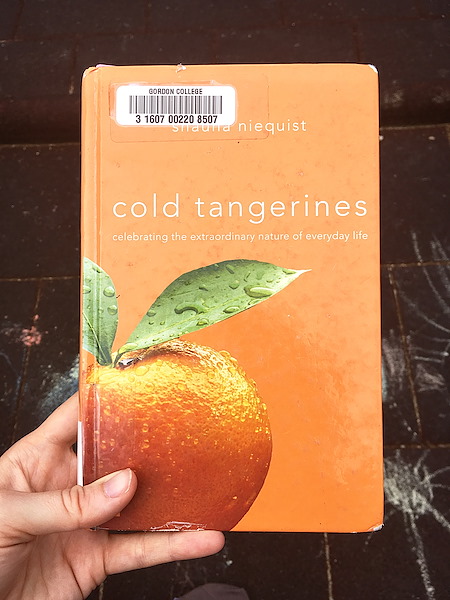 GORDON COLLEGE
3 1607 00220 8507
shauna niequist
cold tangerines
celebrating the extraordinary nature of everyday life